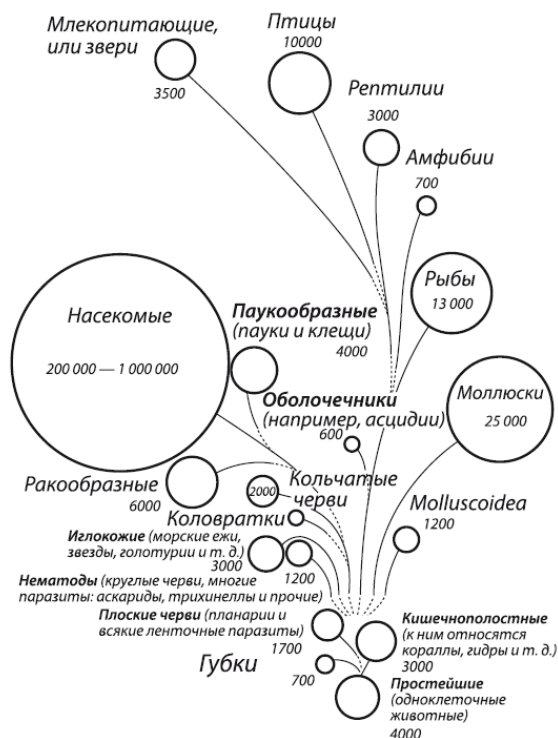 Млекопитающие,
или звери
3500
Птицы
10000
Рептилии
3000
Амфибии
700
Рыбы
13 000
Насекомые
200 000 — 1 000 000
Паукообразные
(пауки и клещи)
4000
Моллюски
25 000
Оболочечники
(например, асцидии)
600
Ракообразные
6000
Кольчатые
черви
2000
Коловратки
Molluscoidea
1200
Иглокожие (морские ежи,
звезды, голотурии и т. д.)
3000
1200
Нематоды (круглые черви, многие
паразиты: аскариды, трихинеллы и прочие)
Плоские черви (планарии и
всякие ленточные паразиты)
1700
Кишечнополостные
(к ним относятся
кораллы, гидры и т. д.)
3000
Губки
700
Простейшие
(одноклеточные
животные)
4000